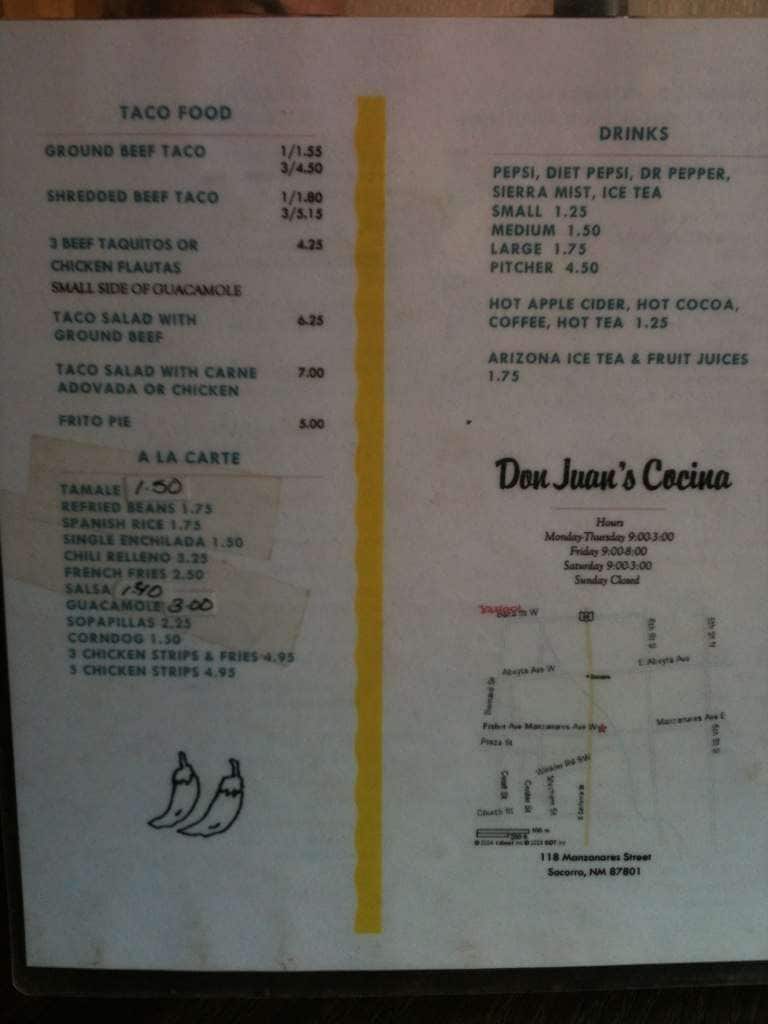 TACO FOOD
GROUND BEEF TACO 1/1.55
3/4.50
SHREDDED BEEF TACO 1/1.80
3/5.15
3 BEEF TAQUITOS OR 4.25
CHICKEN FLAUTAS
SMALL SIDE OF GUACAMOLE
TACO SALAD WITH 6.25
GROUND BEEF
TACO SALAD WITH CARNE 7.00
ADOVADA OR CHICKEN
FRITO PIE 5.00
A LA CARTE
TAMALE 1.50
REFRIED BEANS 1.75
SPANISH RICE 1.75
SINGLE ENCHILADA 1.50
CHILI RELLENO 3.25
FRENCH FRIES 2.50
SALSA
GUACAMOLE 3.00
SOPAPILLAS 2.25
CORNDOG 1.50
3 CHICKEN STRIPS & FRIES 4.95
5 CHICKEN STRIPS 4.95
DRINKS
PEPSI, DIET PEPSI, DR PEPPER,
SIERRA MIST, ICE TEA
SMALL 1.25
MEDIUM 1.50
LARGE 1.75
PITCHER 4.50
HOT APPLE CIDER, HOT COCOA,
COFFEE, HOT TEA 1.25
ARIZONA ICE TEA & FRUIT JUICES
1.75
Don Juan's Cocina
Hours
Monday-Thursday 9:00-3:00
Friday 9:00-8:00
Saturday 9:00-3:00
Sunday Closed
YAHOO!
E Abeyta Ave
Abeyta Ave W
Fisher Ave Manzanares Ave W
Manzanares Ave E
Plaza St
Court St
Church St
118 Manzanares Street
Socorro, NM 87801